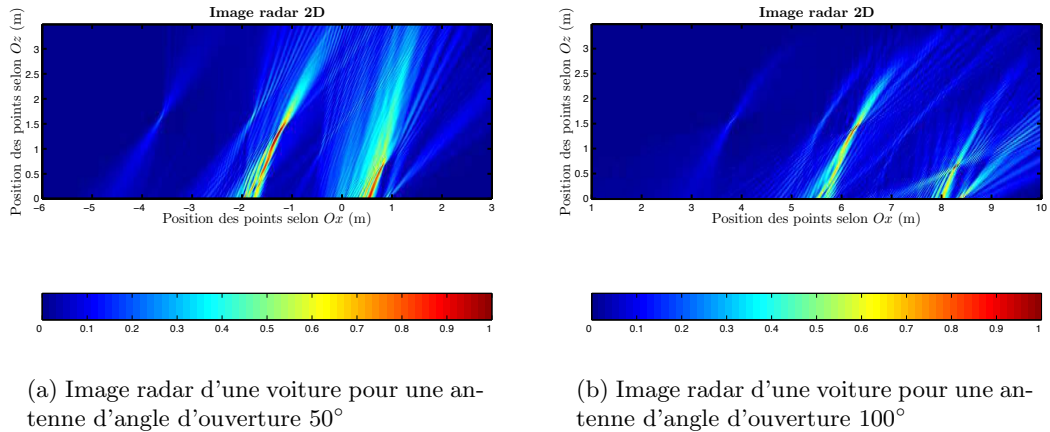 Image radar 2D
Position des points selon Oz (m)
3
2.5
2
1.5
1
0.5
0
−6 −5 −4 −3 −2 −1 0 1 2 3
Position des points selon Ox (m)
0 0.1 0.2 0.3 0.4 0.5 0.6 0.7 0.8 0.9 1
(a) Image radar d'une voiture pour une an-
tenne d'angle d'ouverture 50°
Image radar 2D
Position des points selon Oz (m)
3
2.5
2
1.5
1
0.5
0
1 2 3 4 5 6 7 8 9 10
Position des points selon Ox (m)
0 0.1 0.2 0.3 0.4 0.5 0.6 0.7 0.8 0.9 1
(b) Image radar d'une voiture pour une an-
tenne d'angle d'ouverture 100°